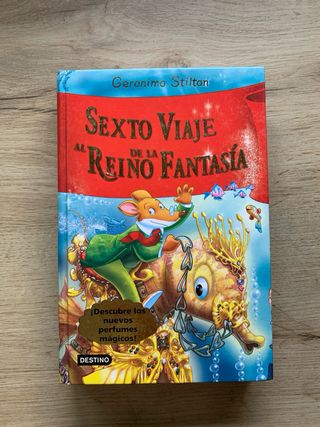 Geronimo Stilton
SEXTO VIAJE
AL REINO DE LA FANTASÍA
¡Descubre los
nuevos
perfumes
mágicos!
DESTINO